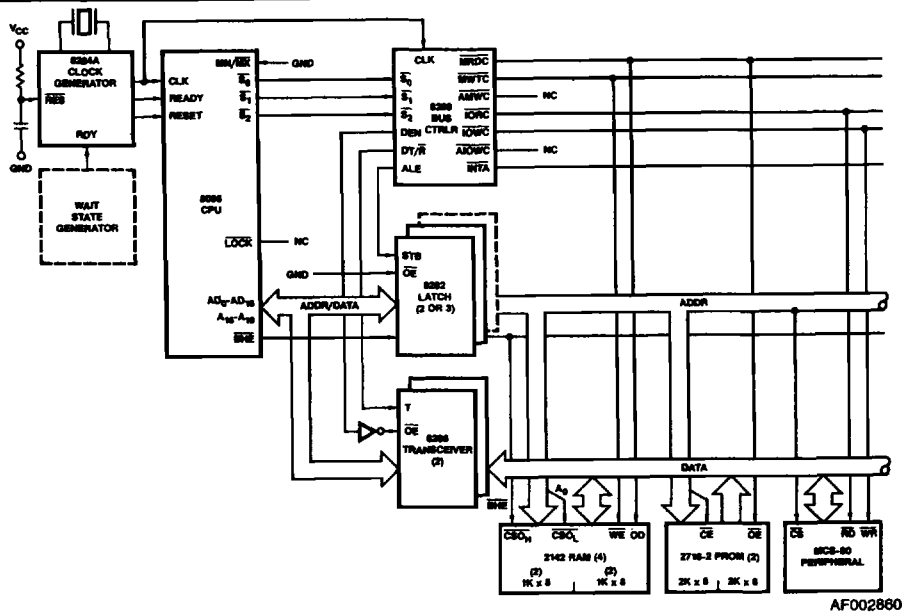 VCC
8284A
CLOCK
GENERATOR
RES
RDY
GND
WAIT
STATE
GENERATOR
CLK
READY
RESET
MN/MX
S0
S1
S2
8086
CPU
LOCK
AD0-AD15
A16-A19
BHE
GND
NC
GND
ADDR/DATA
CLK
S0
S1
S2
DEN
DT/R
ALE
8288
BUS
CTRLR
MRDC
MWTC
AMWC
IORC
IOWC
AIOWC
INTA
NC
NC
STB
OE
8282
LATCH
(2 OR 3)
ADDR
T
OE
8286
TRANSCEIVER
(2)
DATA
BHE
A0
CSOH
CSOL
WE
OD
2142 RAM (4)
(2)
1K x 8
(2)
1K x 8
CE
OE
2716-2 PROM (2)
2K x 8
2K x 8
CS
RD
WR
MCS-80
PERIPHERAL
AF002860